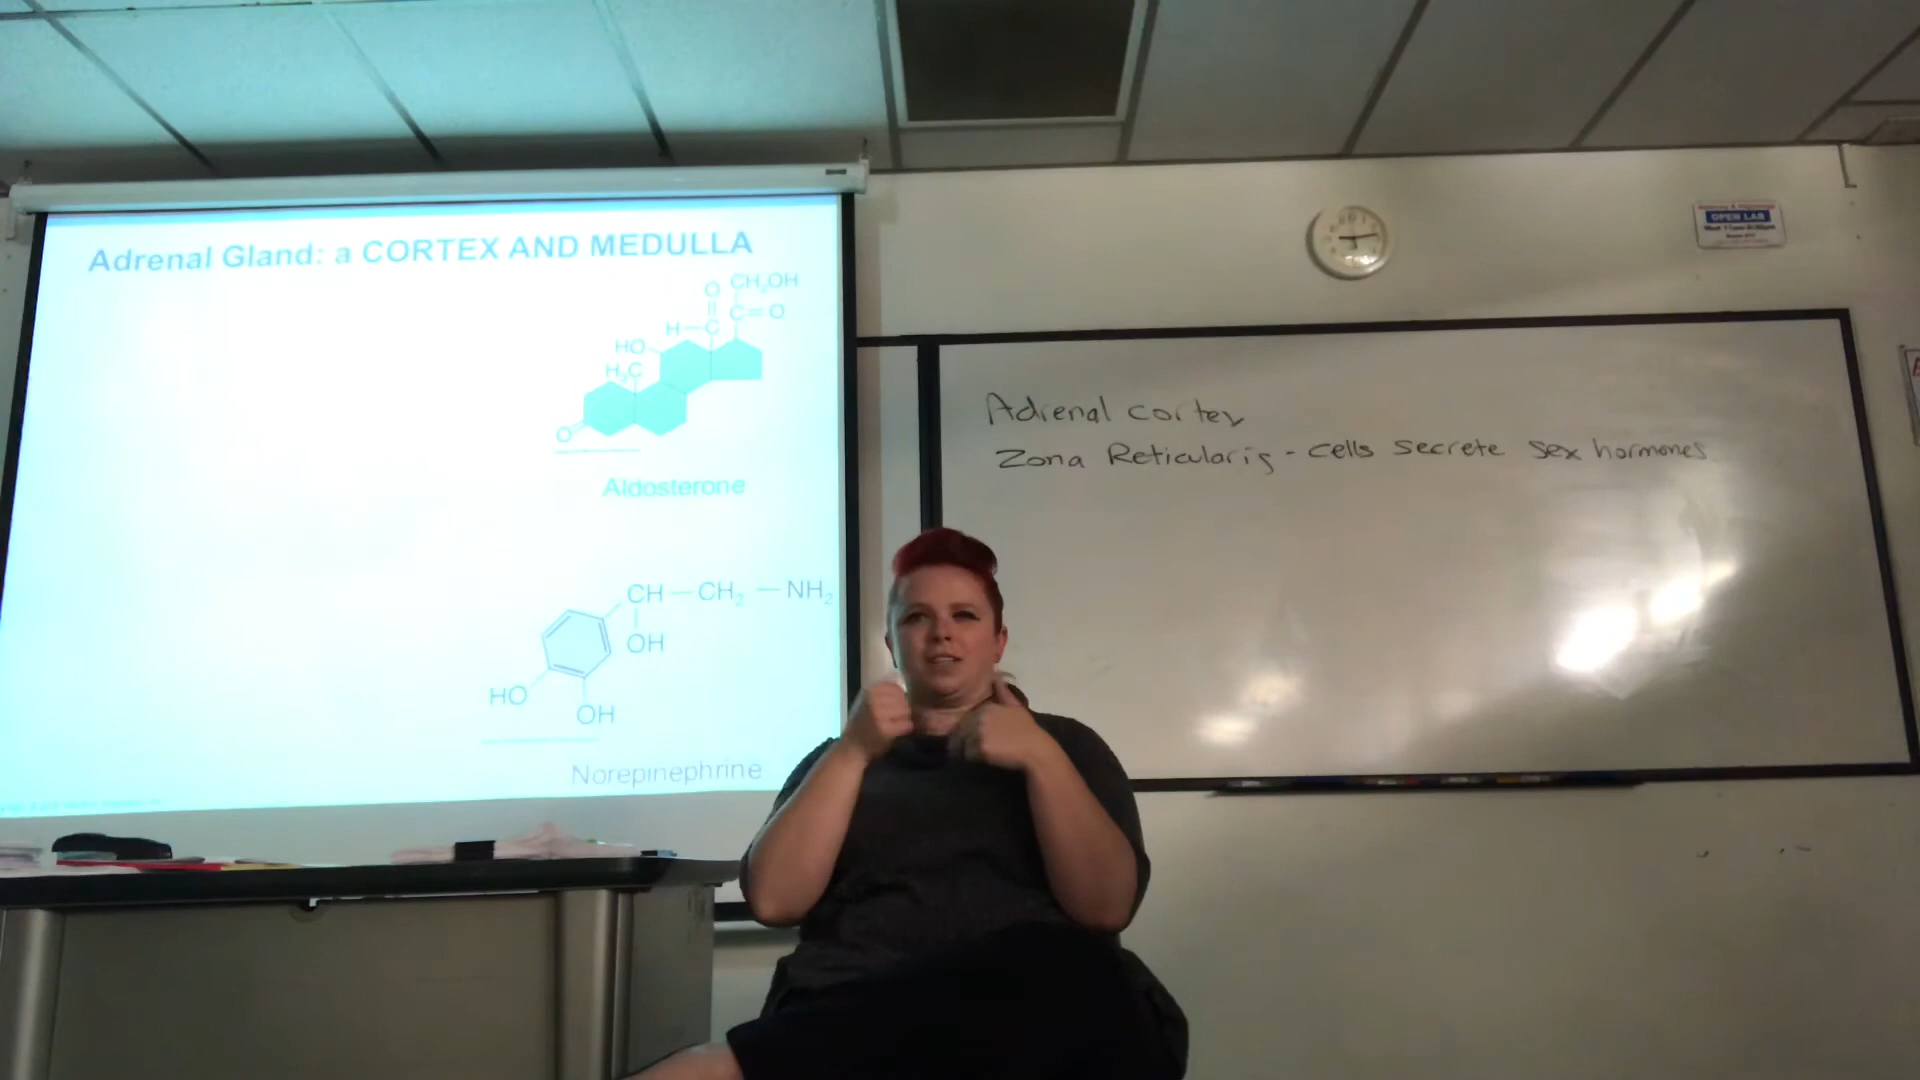 Adrenal Gland: a CORTEX AND MEDULLA
O CH₂OH
H—C C=O
HO
H₃C
O
Aldosterone
CH—CH₂—NH₂
OH
HO
OH
Norepinephrine
Adrenal cortex
Zona Reticularis - cells secrete sex hormones
OPEN LAB